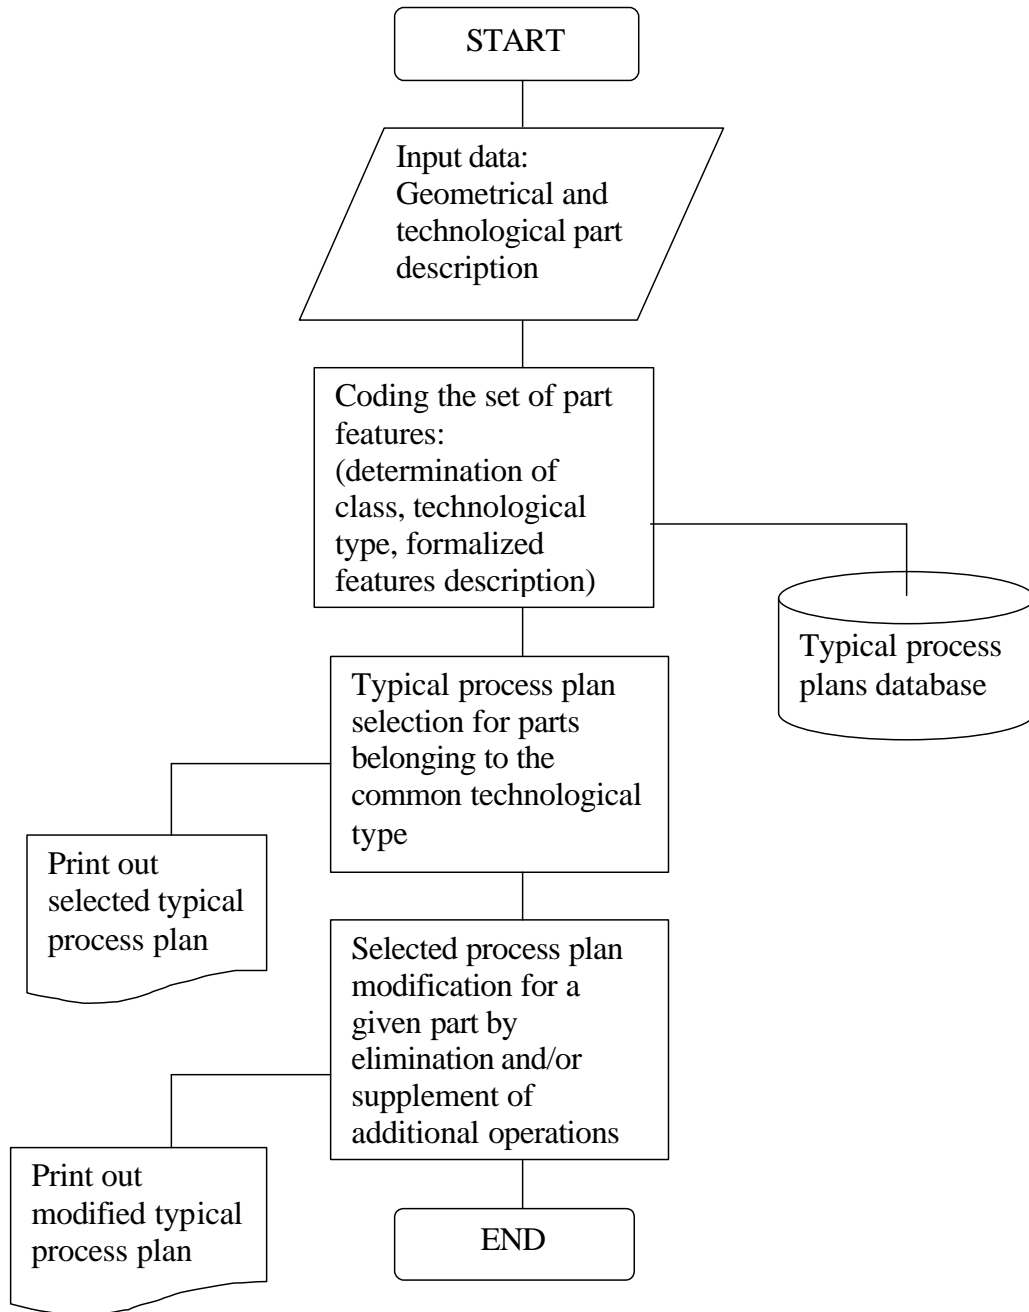 START
Input data:
Geometrical and
technological part
description
Coding the set of part
features:
(determination of
class, technological
type, formalized
features description)
Typical process
plans database
Typical process plan
selection for parts
belonging to the
common technological
type
Print out
selected typical
process plan
Selected process plan
modification for a
given part by
elimination and/or
supplement of
additional operations
Print out
modified typical
process plan
END